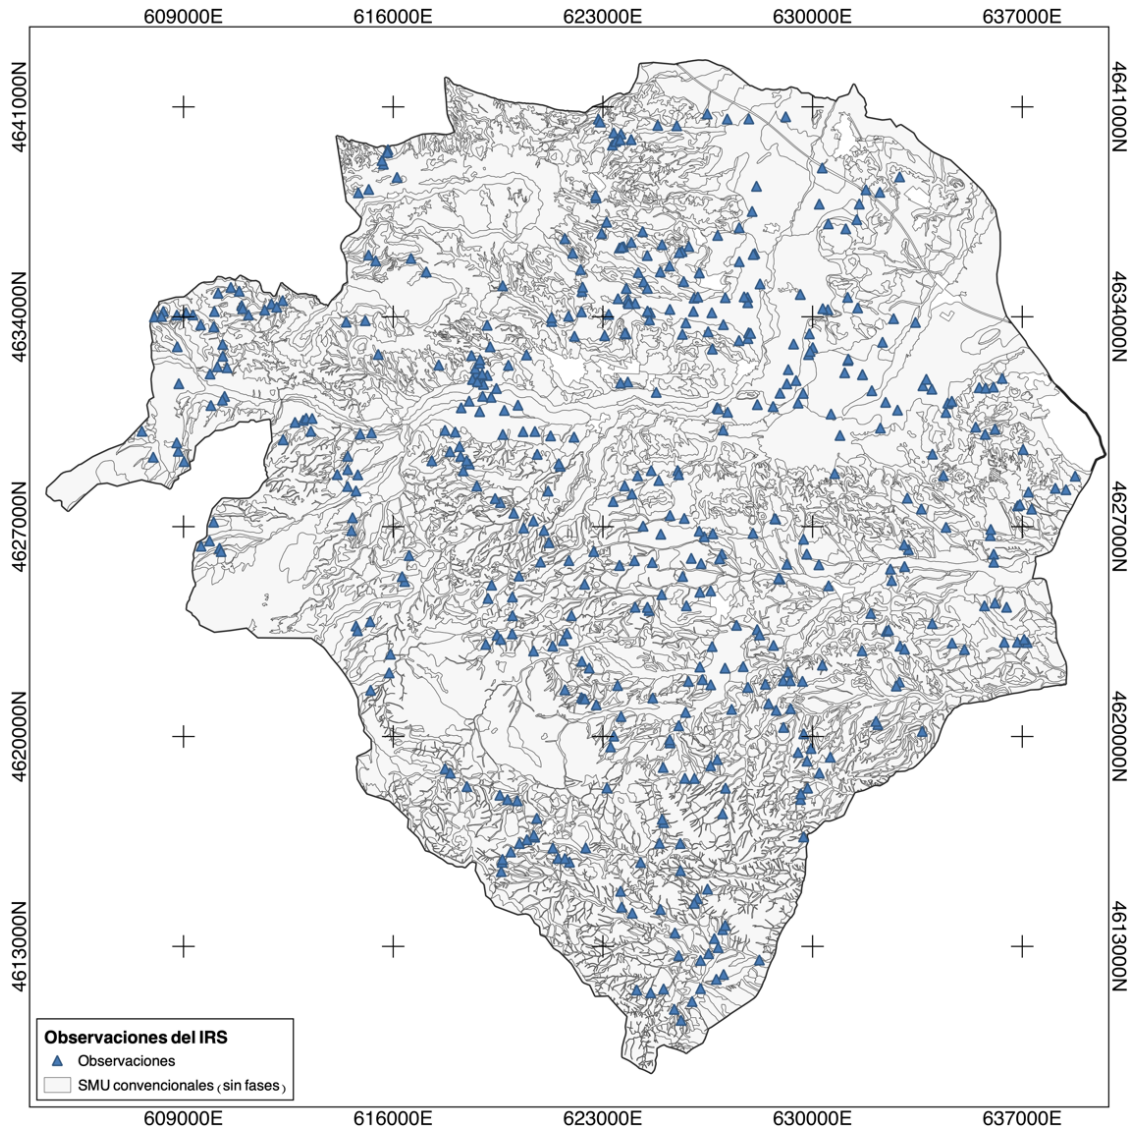 609000E 616000E 623000E 630000E 637000E
4641000N 4641000N
4634000N 4634000N
4627000N 4627000N
4620000N 4620000N
4613000N 4613000N
Observaciones del IRS
Observaciones
SMU convencionales (sin fases)
609000E 616000E 623000E 630000E 637000E